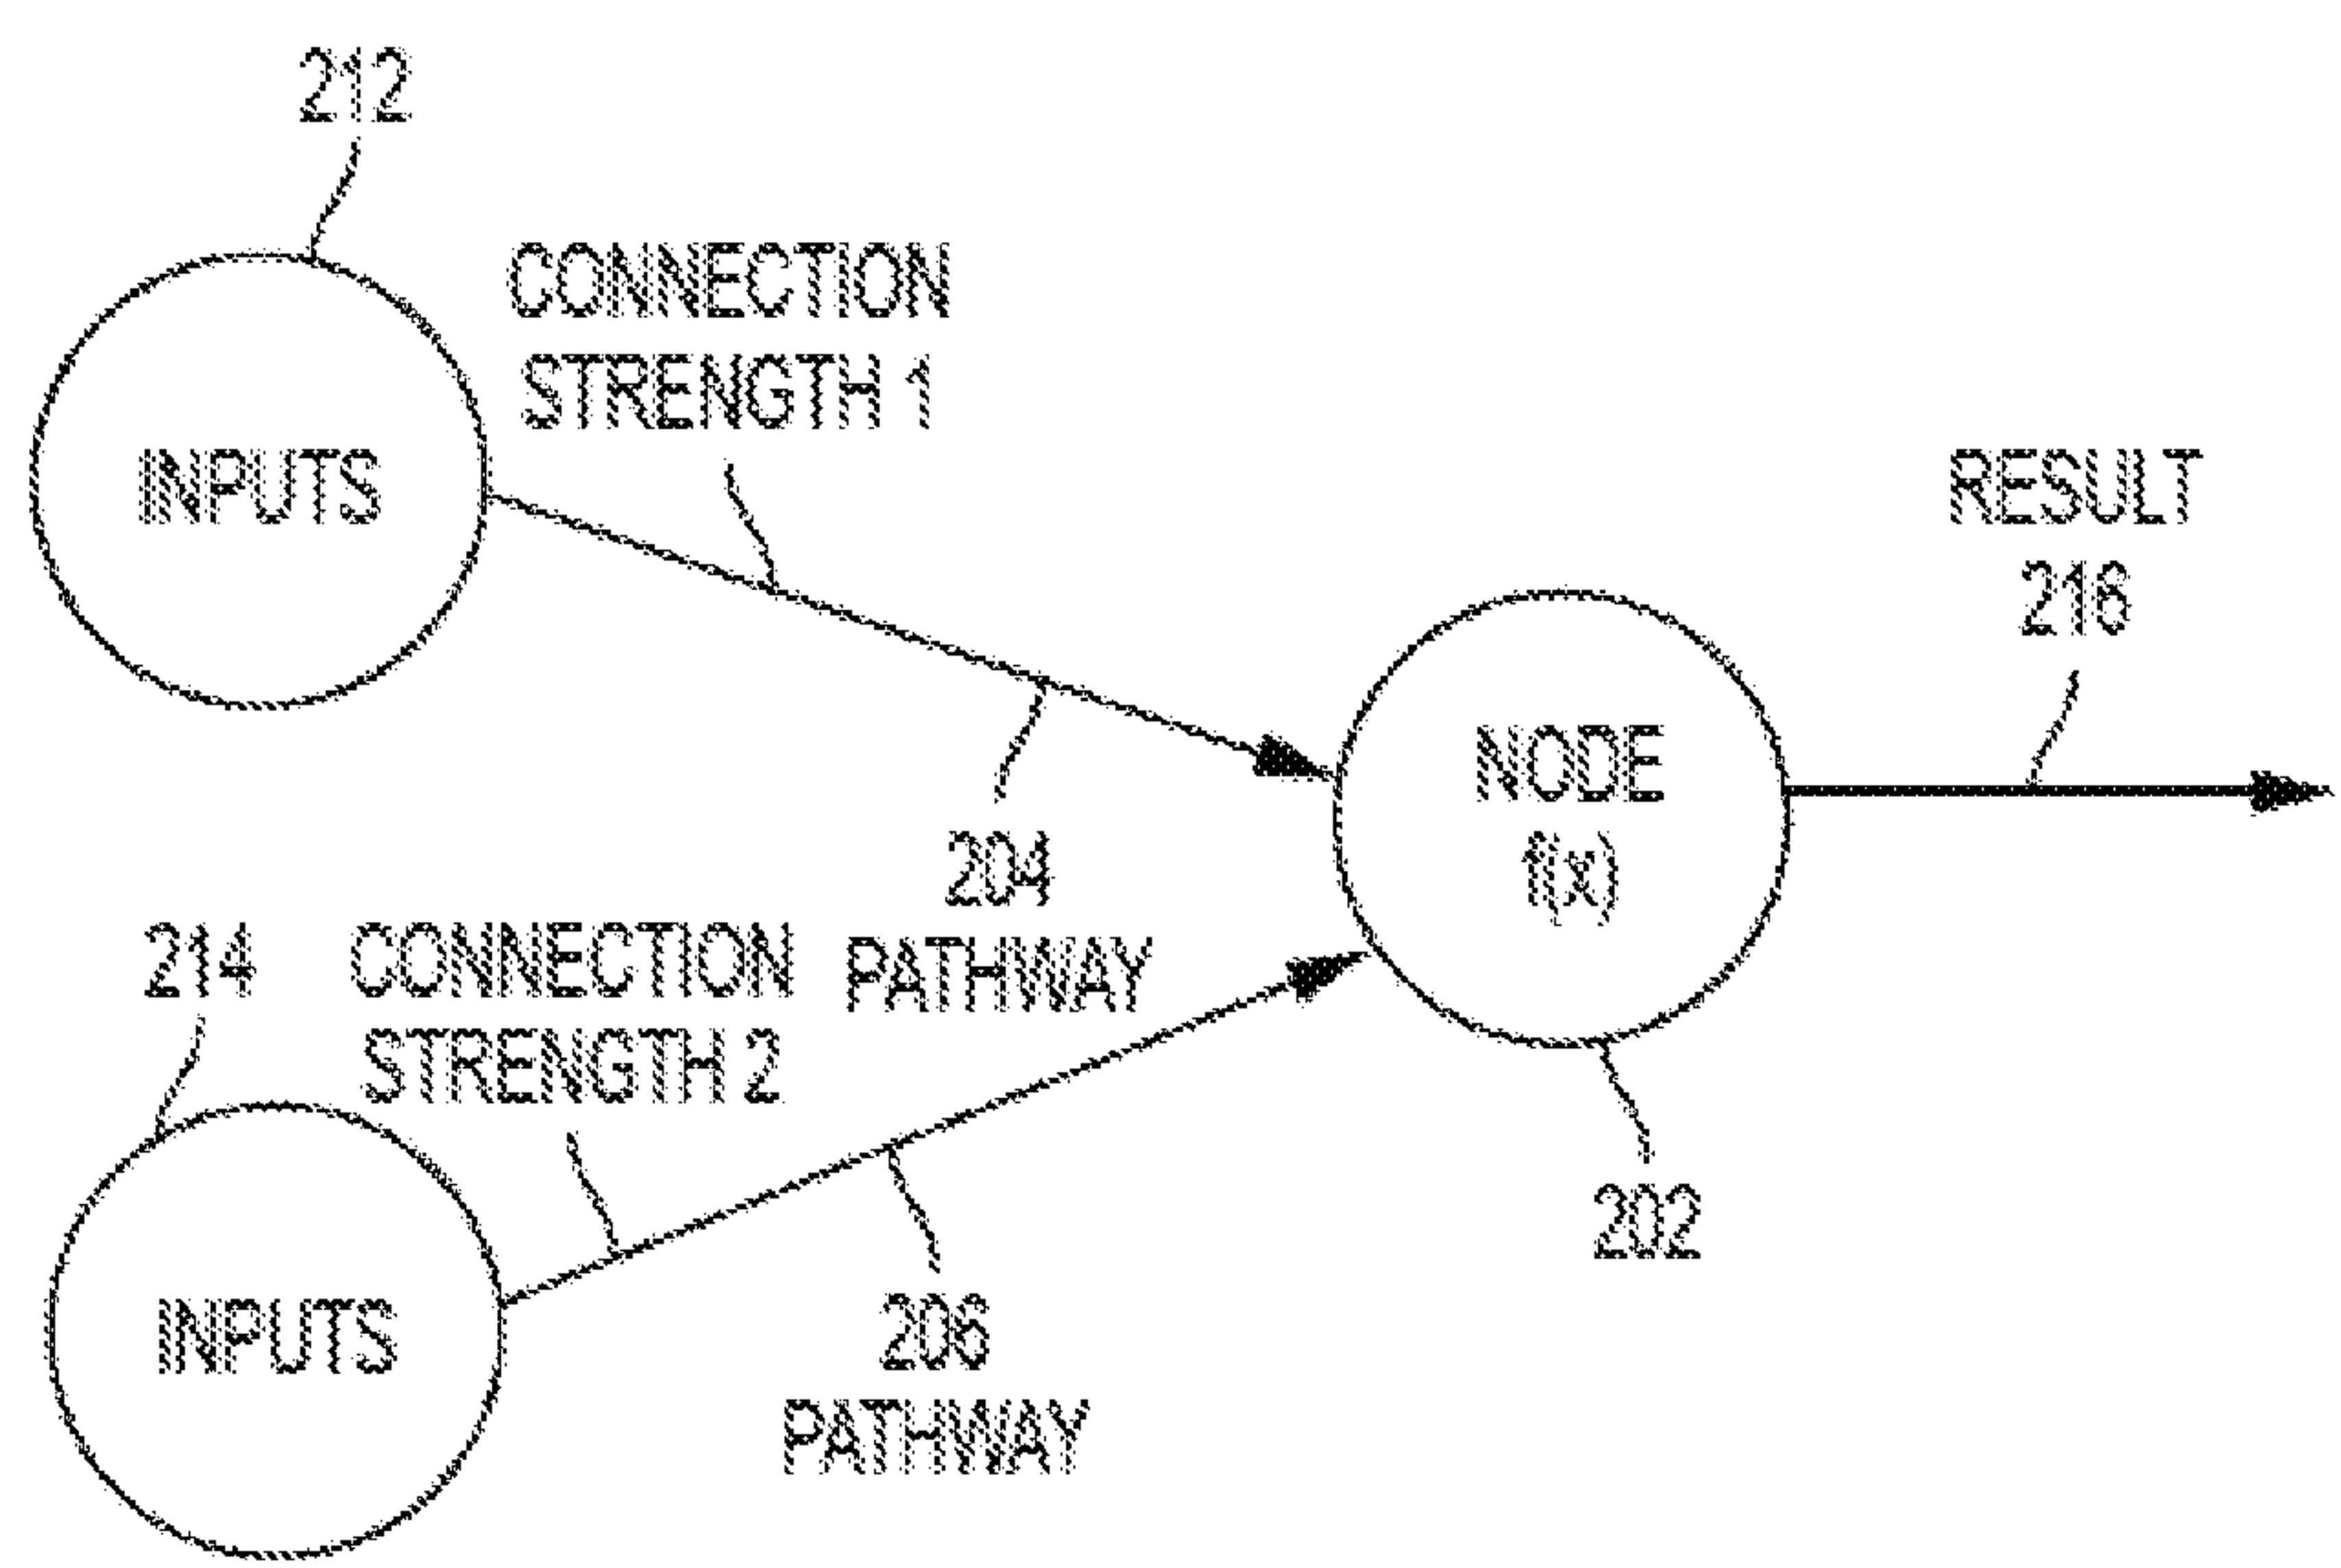 212
CONNECTION
STRENGTH 1
INPUTS
RESULT
216
NODE
f(x)
204
PATHWAY
214
CONNECTION
STRENGTH 2
202
INPUTS
206
PATHWAY